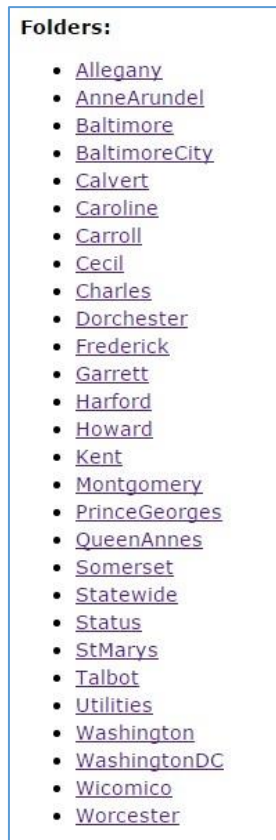 Folders:
Allegany
AnneArundel
Baltimore
BaltimoreCity
Calvert
Caroline
Carroll
Cecil
Charles
Dorchester
Frederick
Garrett
Harford
Howard
Kent
Montgomery
PrinceGeorges
QueenAnnes
Somerset
Statewide
Status
StMarys
Talbot
Utilities
Washington
WashingtonDC
Wicomico
Worcester